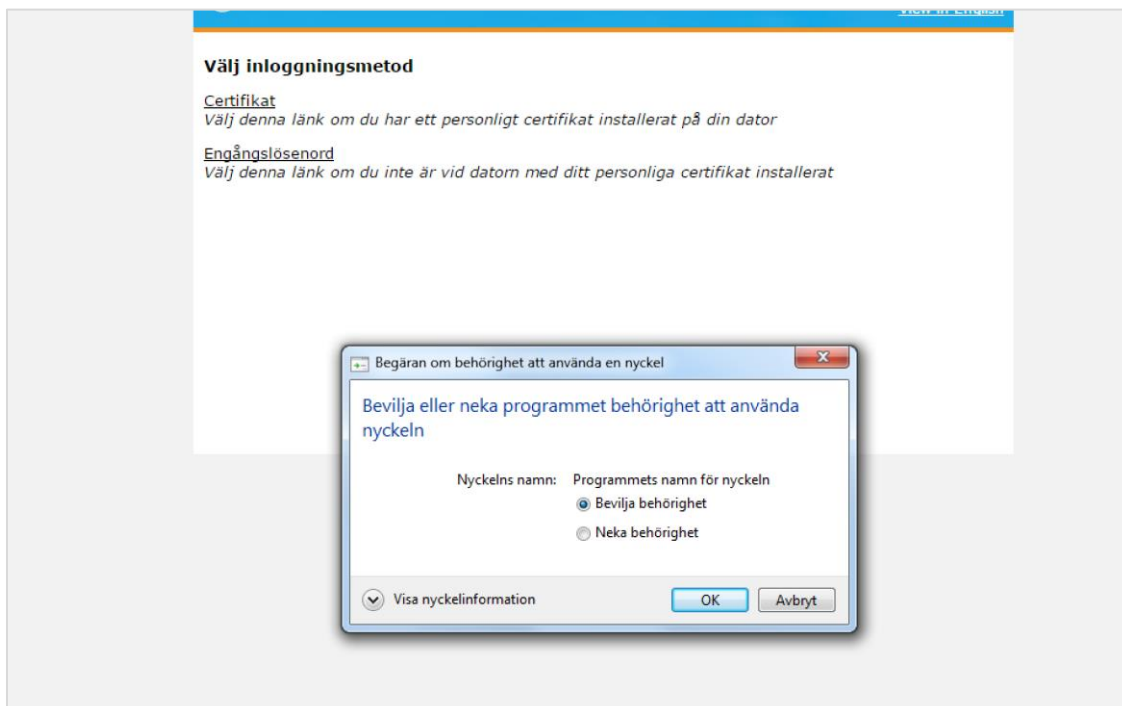 View in English
Välj inloggningsmetod
Certifikat
Välj denna länk om du har ett personligt certifikat installerat på din dator
Engångslösenord
Välj denna länk om du inte är vid datorn med ditt personliga certifikat installerat
Begäran om behörighet att använda en nyckel
Bevilja eller neka programmet behörighet att använda
nyckeln
Nyckelns namn: Programmets namn för nyckeln
Bevilja behörighet
Neka behörighet
Visa nyckelinformation OK Avbryt